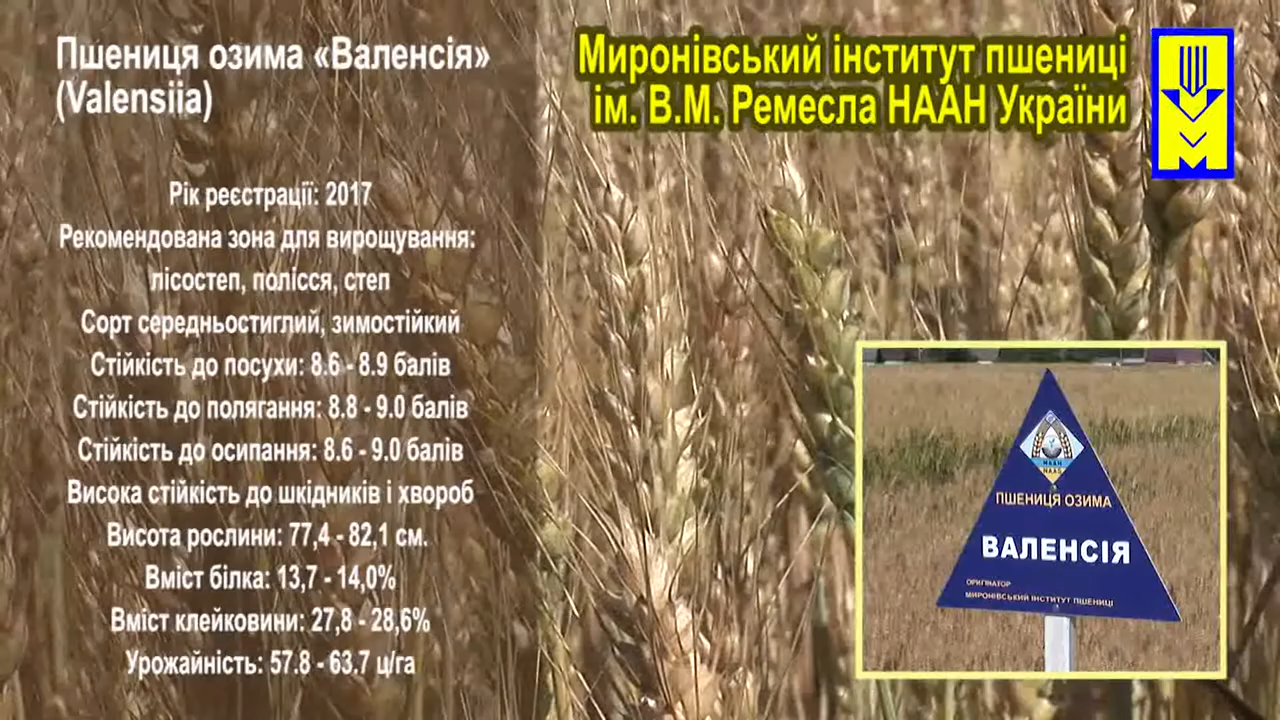 Пшениця озима «Валенсія»
(Valensiia)
Миронівський інститут пшениці
ім. В.М. Ремесла НААН України
М
Рік реєстрації: 2017
Рекомендована зона для вирощування:
лісостеп, полісся, степ
Сорт середньостиглий, зимостійкий
Стійкість до посухи: 8.6 - 8.9 балів
Стійкість до полягання: 8.8 - 9.0 балів
Стійкість до осипання: 8.6 - 9.0 балів
Висока стійкість до шкідників і хвороб
Висота рослини: 77,4 - 82,1 см.
Вміст білка: 13,7 - 14,0%
Вміст клейковини: 27,8 - 28,6%
Урожайність: 57.8 - 63.7 ц/га
НААН
NAAS
ПШЕНИЦЯ ОЗИМА
ВАЛЕНСІЯ
ОРИГІНАТОР
МИРОНІВСЬКИЙ ІНСТИТУТ ПШЕНИЦІ